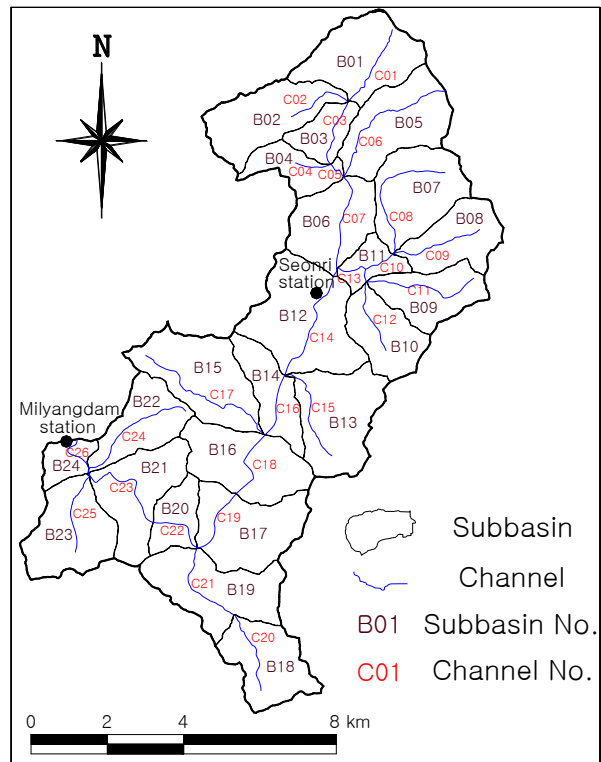 N
B01
C01
C02
B02
C03
B03
C06
B05
B04
C04
C05
B07
B06
C07
C08
B08
B11
C09
Seonri
station
C13
C10
C11
B09
B12
C12
C14
B10
B15
B14
C17
C16
C15
B13
B22
Milyangdam
station
C24
C26
B24
B16
C18
B21
C23
B20
C25
C19
B23
C22
B17
C21
B19
C20
B18
Subbasin
Channel
B01 Subbasin No.
C01 Channel No.
0 2 4 8 km